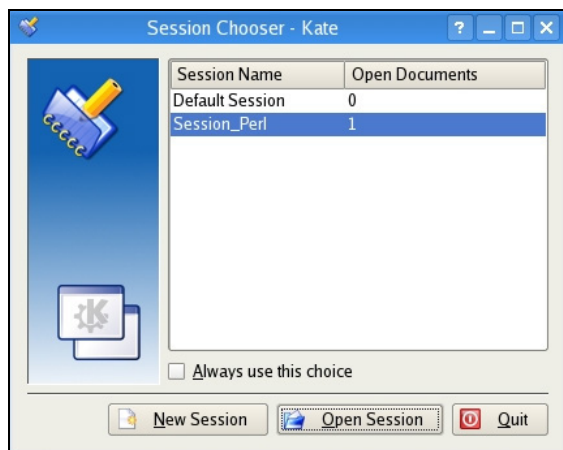 Session Chooser - Kate
Session Name Open Documents
Default Session 0
Session_Perl 1
Always use this choice
New Session Open Session Quit